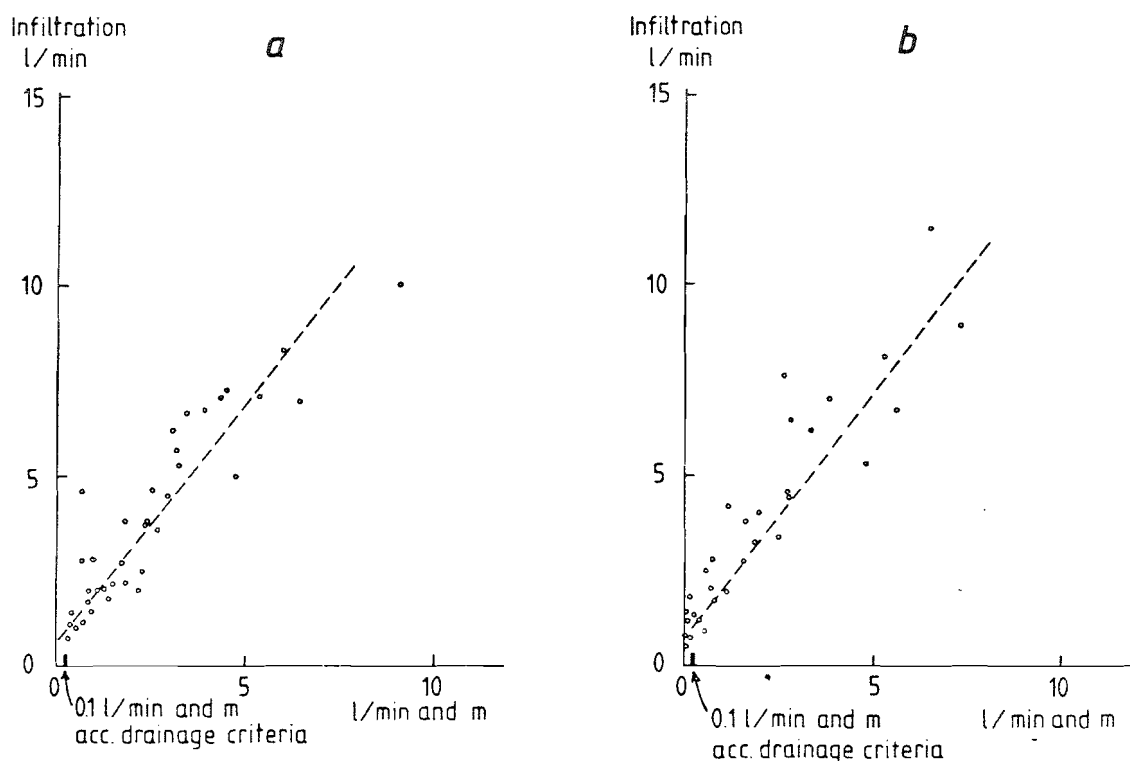 Infiltration
l/min
a
15
10
5
0
0
5
10
0.1 l/min and m
acc. drainage criteria
l/min and m
Infiltration
l/min
b
15
10
5
0
0
5
10
0.1 l/min and m
acc. drainage criteria
l/min and m